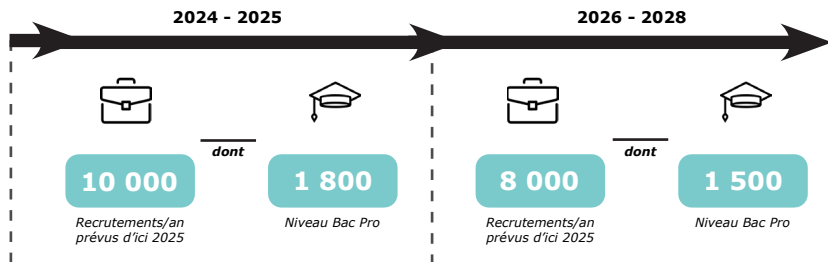 2024 - 2025
2026 - 2028
dont
dont
10 000
1 800
8 000
1 500
Recrutements/an
prévus d'ici 2025
Niveau Bac Pro
Recrutements/an
prévus d'ici 2025
Niveau Bac Pro